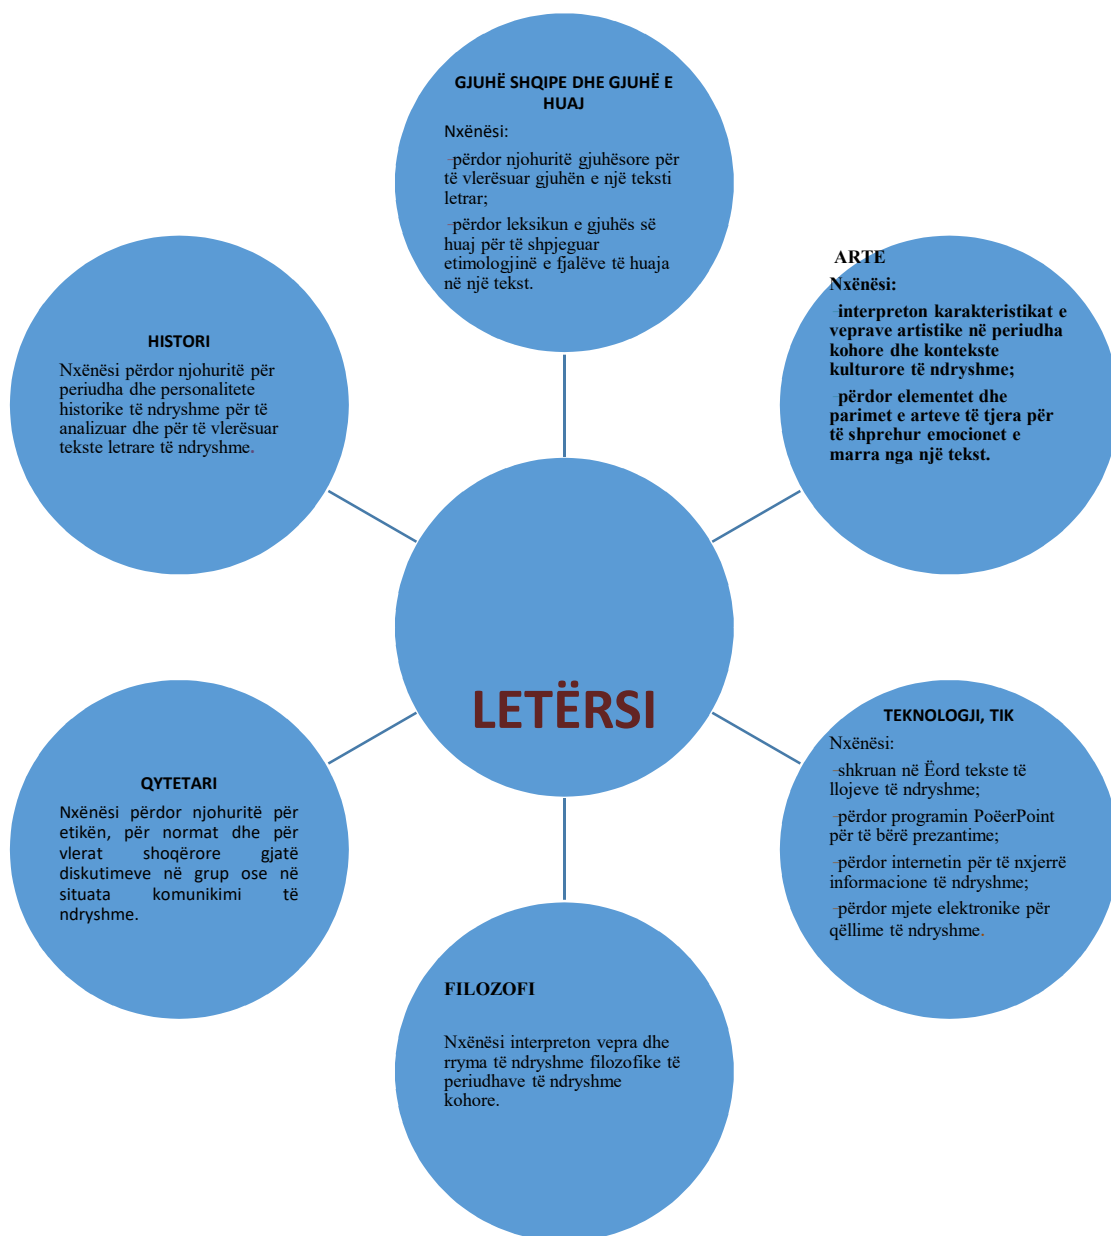 GJUHË SHQIPE DHE GJUHË E
HUAJ
Nxënësi:
-përdor njohuritë gjuhësore për
të vlerësuar gjuhën e një teksti
letrar;
-përdor leksikun e gjuhës së
huaj për të shpjeguar
etimologjinë e fjalëve të huaja
në një tekst.
ARTE
Nxënësi:
-interpreton karakteristikat e
veprave artistike në periudha
kohore dhe kontekste
kulturore të ndryshme;
-përdor elementet dhe
parimet e arteve të tjera për
të shprehur emocionet e
marra nga një tekst.
TEKNOLOGJI, TIK
Nxënësi:
-shkruan në Ëord tekste të
llojeve të ndryshme;
-përdor programin PoëerPoint
për të bërë prezantime;
-përdor internetin për të nxjerrë
informacione të ndryshme;
-përdor mjete elektronike për
qëllime të ndryshme.
FILOZOFI
Nxënësi interpreton vepra dhe
rryma të ndryshme filozofike të
periudhave të ndryshme
kohore.
QYTETARI
Nxënësi përdor njohuritë për
etikën, për normat dhe për
vlerat shoqërore gjatë
diskutimeve në grup ose në
situata komunikimi të
ndryshme.
HISTORI
Nxënësi përdor njohuritë për
periudha dhe personalitete
historike të ndryshme për të
analizuar dhe për të vlerësuar
tekste letrare të ndryshme.
LETËRSI